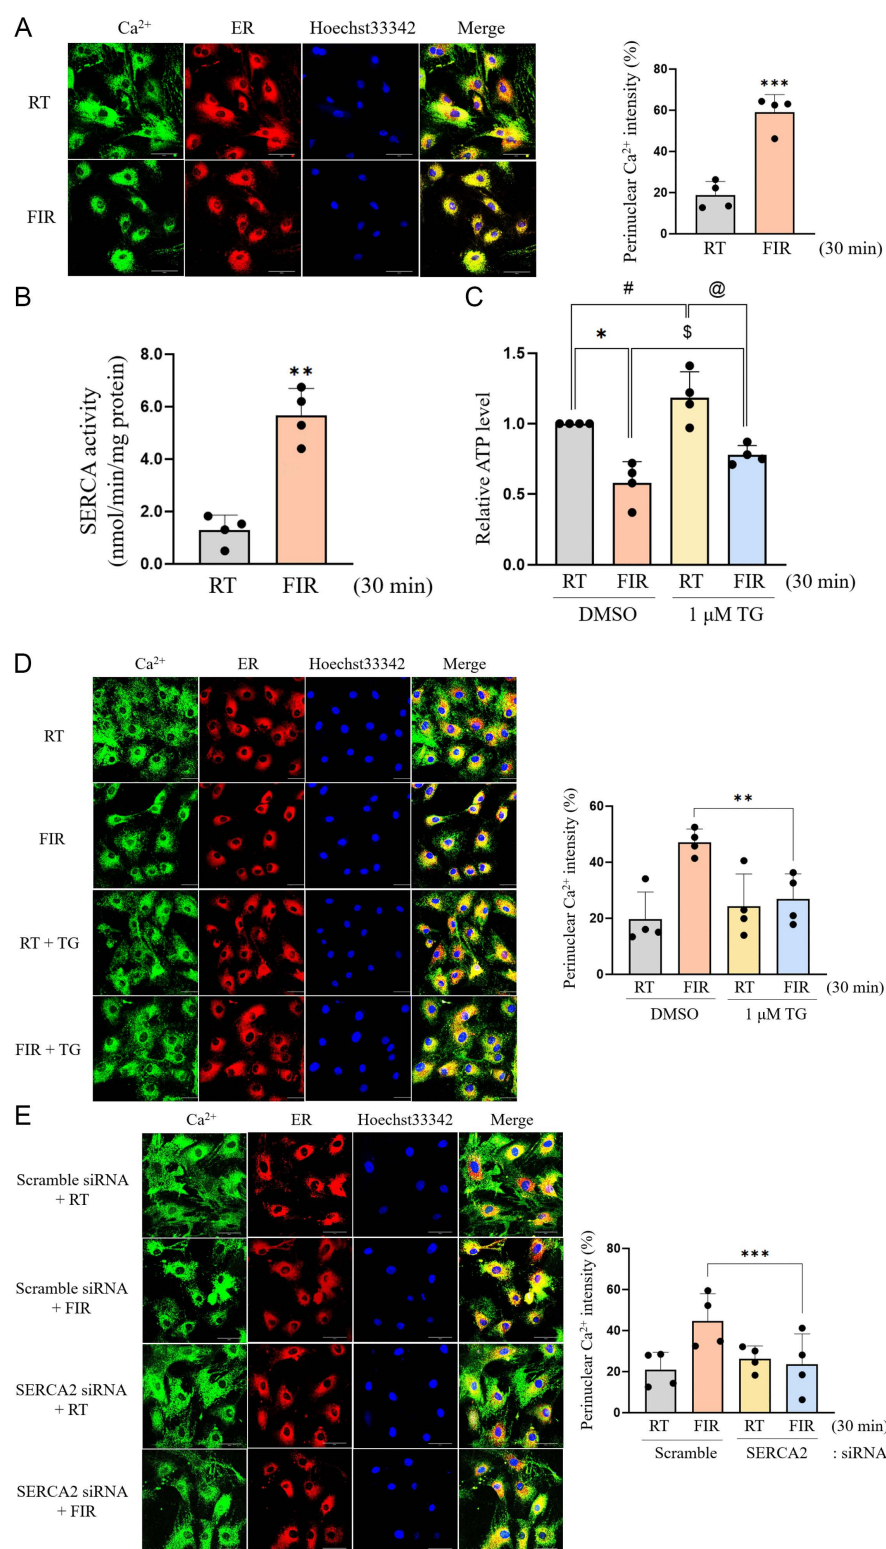 A
Ca²⁺ ER Hoechst33342 Merge
RT
FIR
Perinuclear Ca²⁺ intensity (%)
80
60
40
20
0
***
RT FIR (30 min)
B
SERCA activity
(nmol/min/mg protein)
8.0
6.0
4.0
2.0
0.0
**
RT FIR (30 min)
C
# @
* $
Relative ATP level
1.5
1.0
0.5
0.0
RT FIR RT FIR (30 min)
DMSO 1 μM TG
D
Ca²⁺ ER Hoechst33342 Merge
RT
FIR
RT + TG
FIR + TG
Perinuclear Ca²⁺ intensity (%)
60
40
20
0
**
RT FIR RT FIR (30 min)
DMSO 1 μM TG
E
Ca²⁺ ER Hoechst33342 Merge
Scramble siRNA
+ RT
Scramble siRNA
+ FIR
SERCA2 siRNA
+ RT
SERCA2 siRNA
+ FIR
Perinuclear Ca²⁺ intensity (%)
80
60
40
20
0
***
RT FIR RT FIR (30 min)
Scramble SERCA2 : siRNA